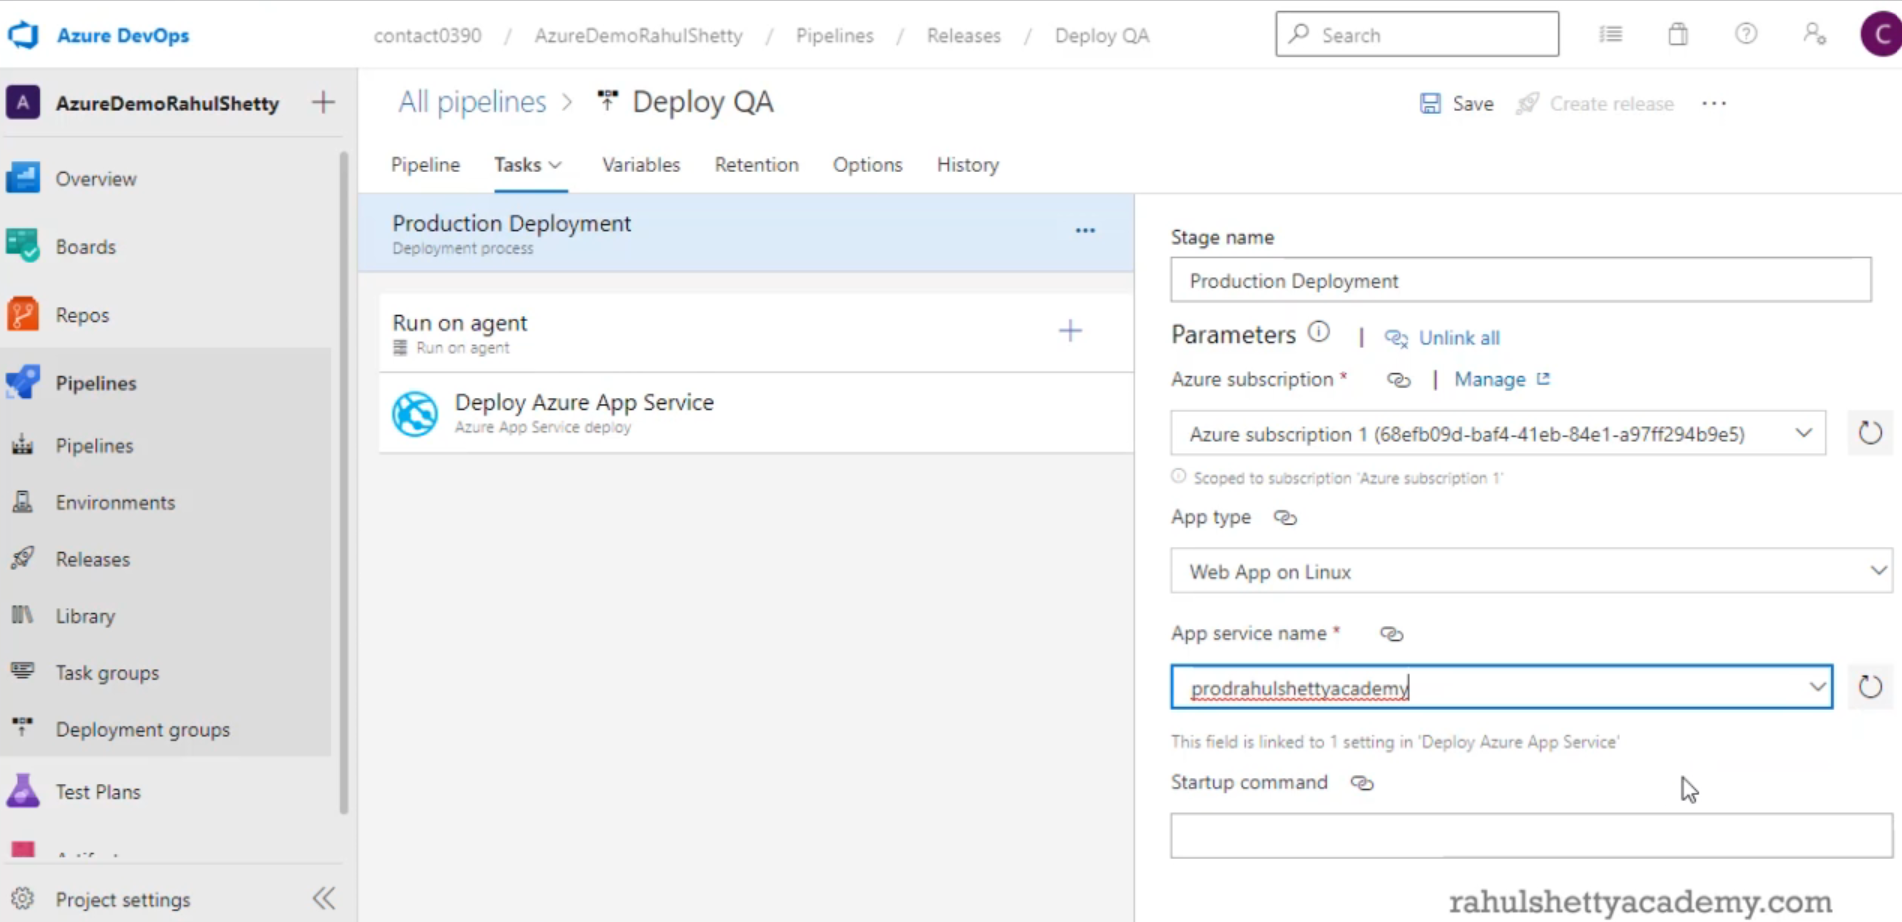 Azure DevOps
contact0390 / AzureDemoRahulShetty / Pipelines / Releases / Deploy QA
Search
C
A AzureDemoRahulShetty
All pipelines > Deploy QA
Save
Create release
Pipeline Tasks Variables Retention Options History
Overview
Boards
Repos
Pipelines
Pipelines
Environments
Releases
Library
Task groups
Deployment groups
Test Plans
Project settings
Production Deployment
Deployment process
Run on agent
Run on agent
Deploy Azure App Service
Azure App Service deploy
Stage name
Production Deployment
Parameters | Unlink all
Azure subscription * | Manage
Azure subscription 1 (68efb09d-baf4-41eb-84e1-a97ff294b9e5)
Scoped to subscription 'Azure subscription 1'
App type
Web App on Linux
App service name *
prodrahulshettyacademy
This field is linked to 1 setting in 'Deploy Azure App Service'
Startup command
rahulshettyacademy.com